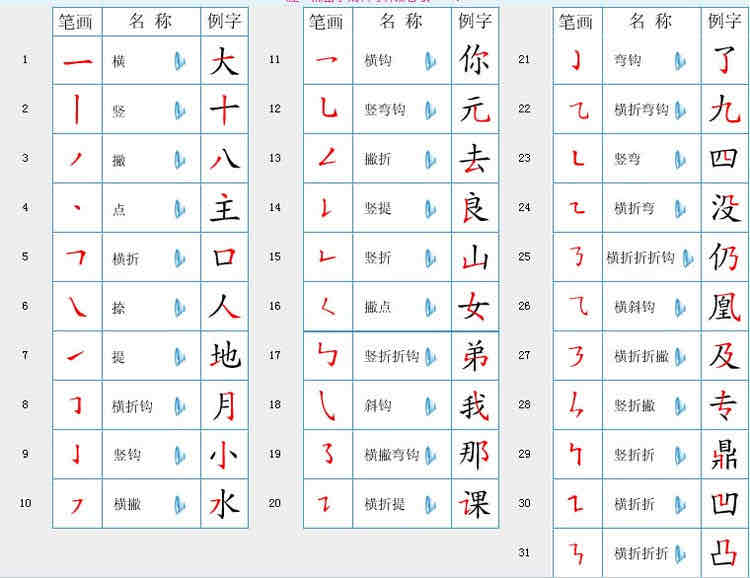 笔画 名称 例字
1 横 大
2 竖 十
3 撇 八
4 点 主
5 横折 口
6 捺 人
7 提 地
8 横折钩 月
9 竖钩 小
10 横撇 水
笔画 名称 例字
11 横钩 你
12 竖弯钩 元
13 撇折 去
14 竖提 良
15 竖折 山
16 撇点 女
17 竖折折钩 弟
18 斜钩 我
19 横撇弯钩 那
20 横折提 课
笔画 名称 例字
21 弯钩 了
22 横折弯钩 九
23 竖弯 四
24 横折弯 没
25 横折折折钩 仍
26 横斜钩 凰
27 横折折撇 及
28 竖折撇 专
29 竖折折 鼎
30 横折折 凹
31 横折折折 凸